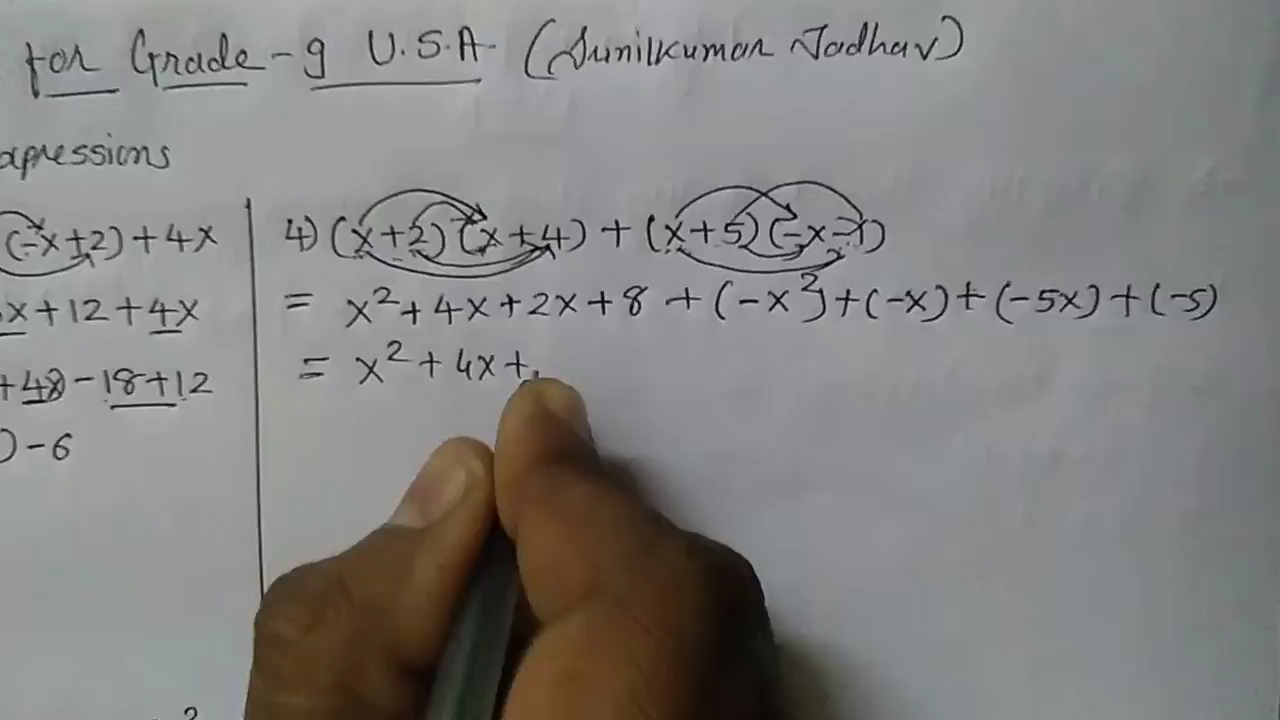 for Grade-9 U.S.A. (Sunilkumar Jadhav)
xpressions
(-x+2)+4x
x+12+4x
+48-18+12
)-6
4) (x+2)(x+4)+(x+5)(-x-1)
= x²+4x+2x+8+(-x²)+(-x)+(-5x)+(-5)
= x²+4x+
2